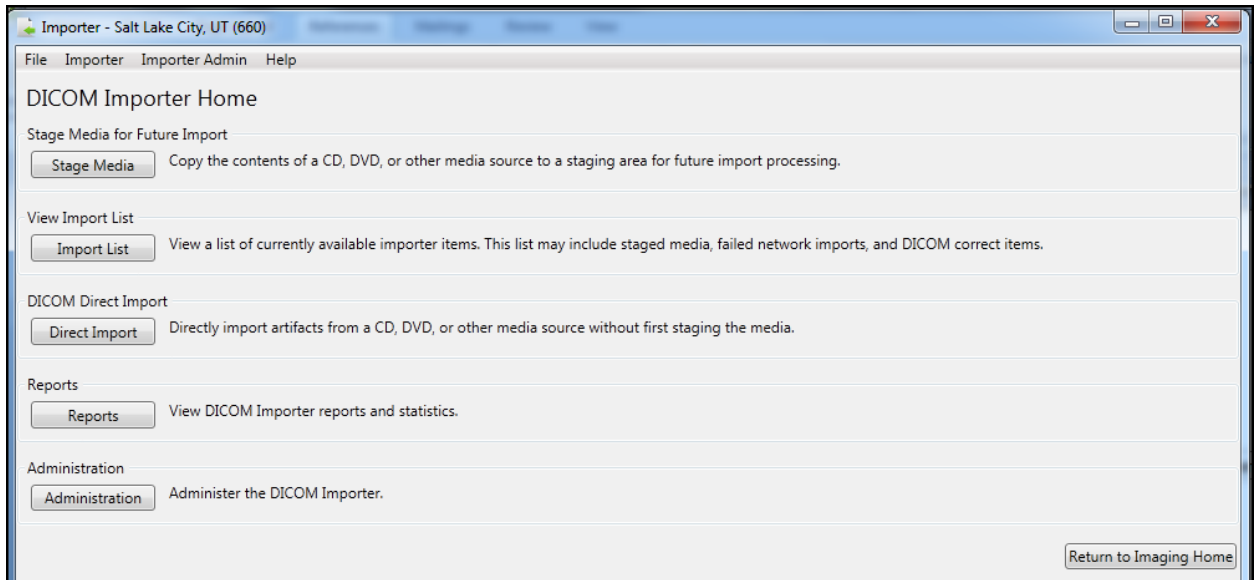 Importer - Salt Lake City, UT (660)
File Importer Importer Admin Help
DICOM Importer Home
Stage Media for Future Import
Stage Media Copy the contents of a CD, DVD, or other media source to a staging area for future import processing.
View Import List
Import List View a list of currently available importer items. This list may include staged media, failed network imports, and DICOM correct items.
DICOM Direct Import
Direct Import Directly import artifacts from a CD, DVD, or other media source without first staging the media.
Reports
Reports View DICOM Importer reports and statistics.
Administration
Administration Administer the DICOM Importer.
Return to Imaging Home